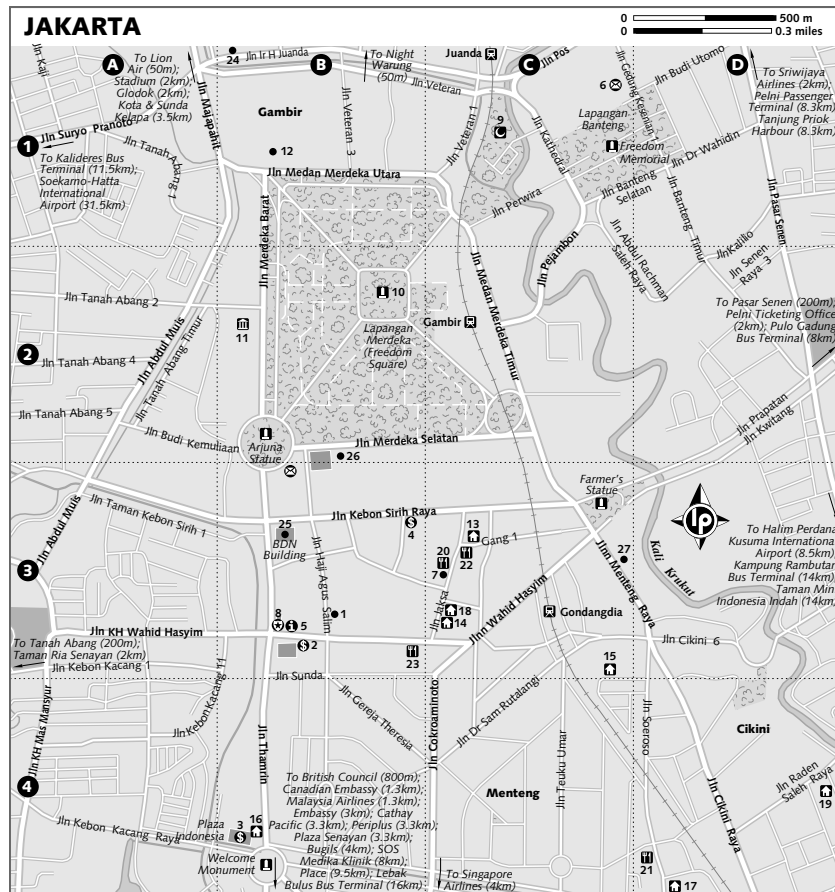 JAKARTA
0 500 m
0 0.3 miles
A
B
C
D
1
2
3
4
To Lion
Air (50m);
Stadium (2km);
Glodok (2km);
Kota & Sunda
Kelapa (3.5km)
Jln Kaji
24
Jln Ir H Juanda
To Night
Warung
(50m)
Juanda
Jln Pos
Jln Veteran
Jln Majapahit
Gambir
Jln Veteran 3
Jln Veteran 1
9
6
Jln Gedung Kesenian 1
Jln Budi Utomo
Lapangan
Banteng
Jln Kathedral
Freedom
Memorial
Jln Dr Wahidin
To Sriwijaya
Airlines (2km);
Pelni Passenger
Terminal (8.3km)
Tanjung Priok
Harbour (8.3km)
Jln Suryo Pranoto
Jln Tanah Abang 1
To Kalideres Bus
Terminal (11.5km);
Soekarno-Hatta
International
Airport (31.5km)
12
Jln Medan Merdeka Utara
Jln Perwira
Jln Banteng
Selatan
Jln Banteng Timur
Jln Pasar Senen
Jln Merdeka Barat
Jln Medan Merdeka Timur
Jln Pejambon
Jln Abdul Rachman
Saleh Raya
JlnKalilio
Jln Senen
Raya 3
Jln Tanah Abang 2
10
Lapangan
Merdeka
(Freedom
Square)
Gambir
To Pasar Senen (200m);
Pelni Ticketing Office
(2km); Pulo Gadung
Bus Terminal (8km)
11
Jln Abdul Muis
Jln Tanah Abang Timur
Jln Tanah Abang 4
Jln Tanah Abang 5
Jln Budi Kemuliaan
Arjuna
Statue
Jln Merdeka Selatan
26
Jln Prapatan
Jln Kwitang
Farmer's
Statue
lp
Jln Abdul Muis
Jln Taman Kebon Sirih 1
Jln Kebon Sirih Raya
4
13
Gang 1
25
BDN
Building
Jln Haji Agus Salim
20
7
22
Jln Jaksa
18
14
27
Kali Krukut
To Halim Perdana
Kusuma International
Airport (8.5km);
Kampung Rambutan
Bus Terminal (14km);
Taman Mini
Indonesia Indah (14km)
8
5
1
Jln KH Wahid Hasyim
Jlnn Wahid Hasyim
Gondangdia
Jlnn Menteng Raya
Jln Cikini 6
To Tanah Abang (200m);
Taman Ria Senayan (2km)
Jln Kebon Kacang 1
2
23
Jln Sunda
15
Jln KH Mas Mansyur
Jln Kebon Kacang 11
Jln Thamrin
Jln Gereja Theresia
Jln Cokroaminoto
Jln Dr Sam Rutalangi
Jln Teuku Umar
Jln Soeroso
Cikini
Jln Cikini Raya
Menteng
Jln Raden
Saleh Raya
19
Jln Kebon Kacang Raya
Plaza
Indonesia
3
16
Welcome
Monument
To British Council (800m);
Canadian Embassy (1.3km);
Malaysia Airlines (1.3km);
Embassy (3km); Cathay
Pacific (3.3km); Periplus (3.3km);
Plaza Senayan (3.3km);
Bugils (4km); SOS
Medika Klinik (8km);
Place (9.5km); Lebak
Bulus Bus Terminal (16km)
To Singapore
Airlines (4km)
21
17